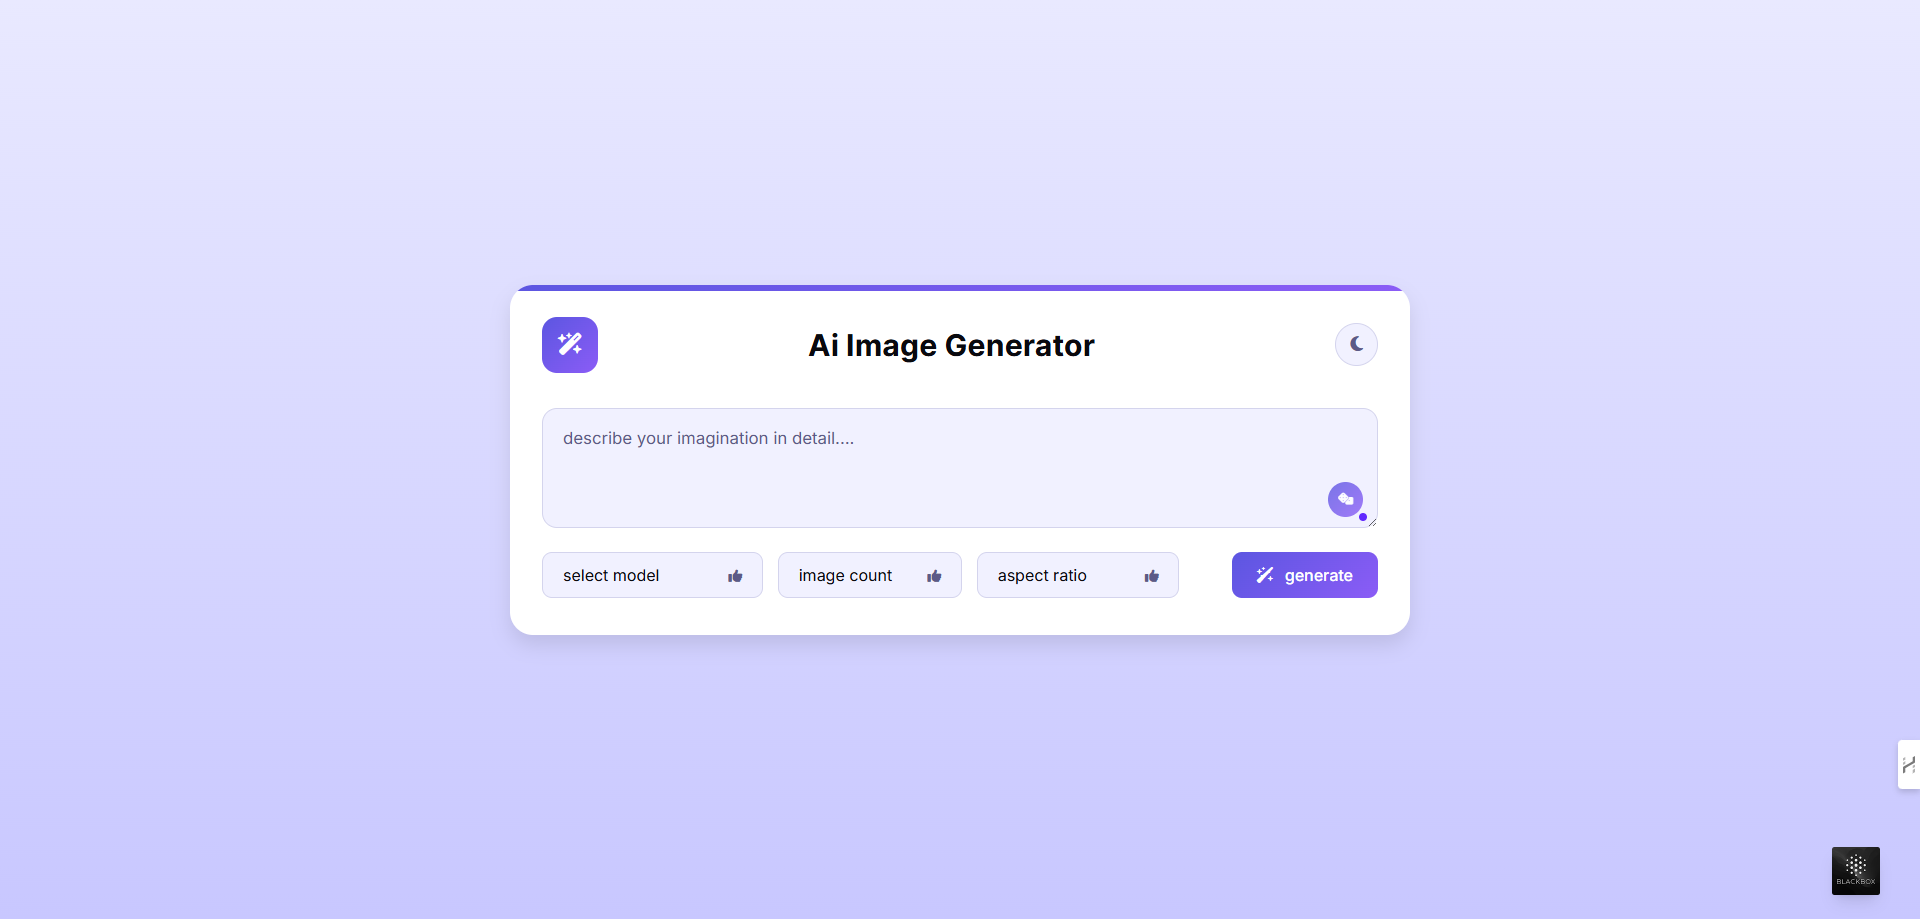 Ai Image Generator
describe your imagination in detail....
select model
image count
aspect ratio
generate
BLACKBOX